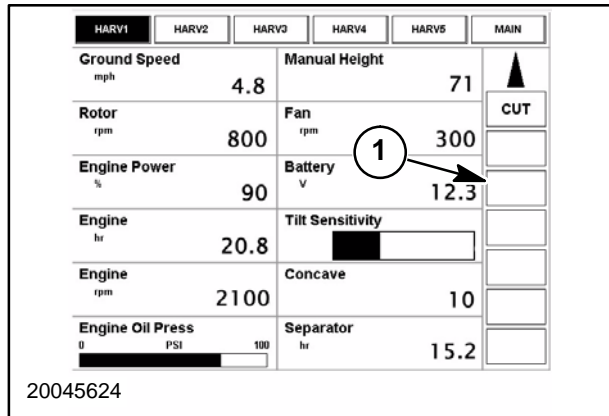 HARV1 HARV2 HARV3 HARV4 HARV5 MAIN
Ground Speed
mph
4.8
Manual Height
71
CUT
Rotor
rpm
800
Fan
rpm
300
1
Engine Power
%
90
Battery
V
12.3
Engine
hr
20.8
Tilt Sensitivity
Engine
rpm
2100
Concave
10
Engine Oil Press
0 PSI 100
Separator
hr
15.2
20045624